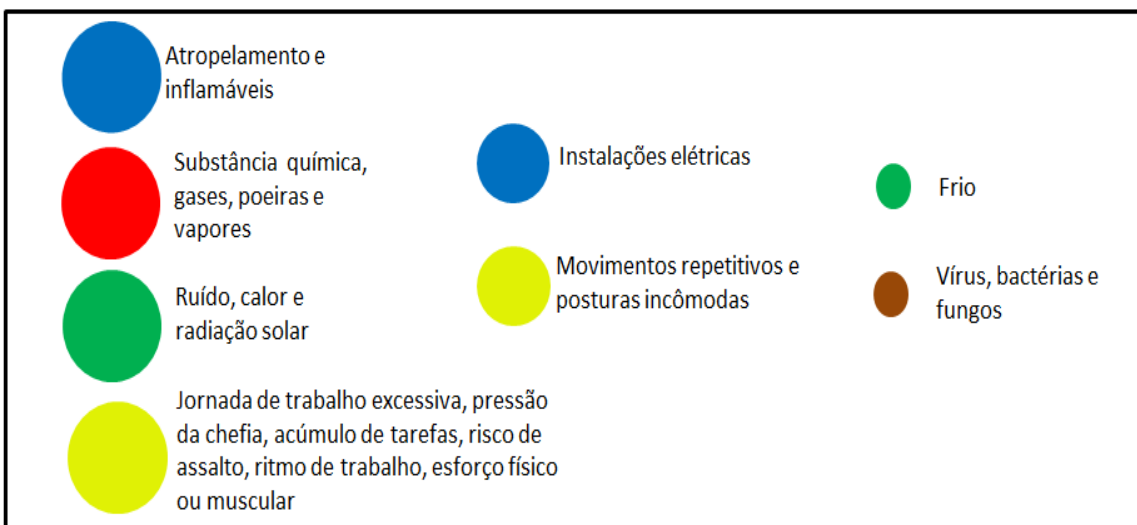 Atropelamento e
inflamáveis
Substância química,
gases, poeiras e
vapores
Ruído, calor e
radiação solar
Jornada de trabalho excessiva, pressão
da chefia, acúmulo de tarefas, risco de
assalto, ritmo de trabalho, esforço físico
ou muscular
Instalações elétricas
Movimentos repetitivos e
posturas incômodas
Frio
Vírus, bactérias e
fungos